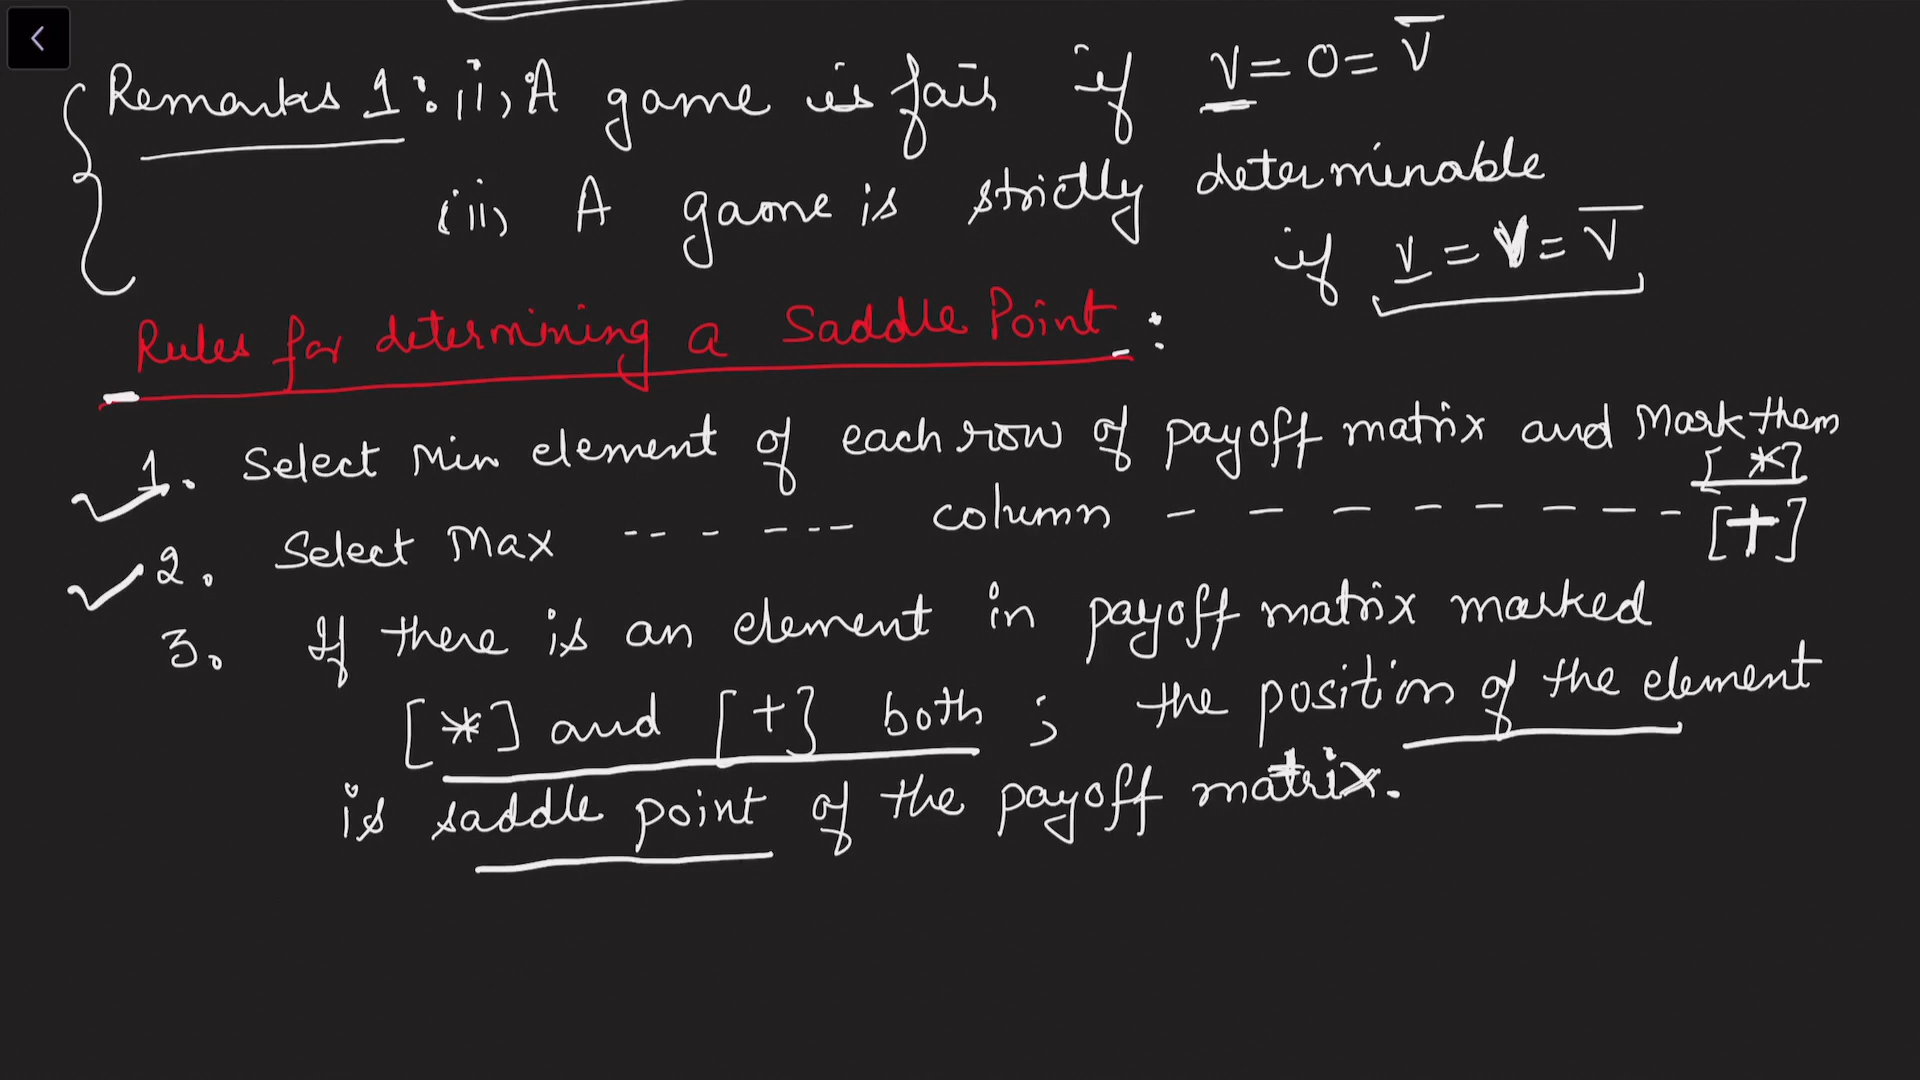 Remarks 1: (i) A game is fair if v̲ = 0 = v̅
(ii) A game is strictly determinable
if v̲ = V = v̅
Rules for determining a Saddle Point :
1. Select Min element of each row of payoff matrix and Mark them
[ * ]
2. Select Max --- - - --- column - - - - - - - - [ + ]
3. If there is an element in payoff matrix marked
[ * ] and [ + ] both ; the position of the element
is saddle point of the payoff matrix.